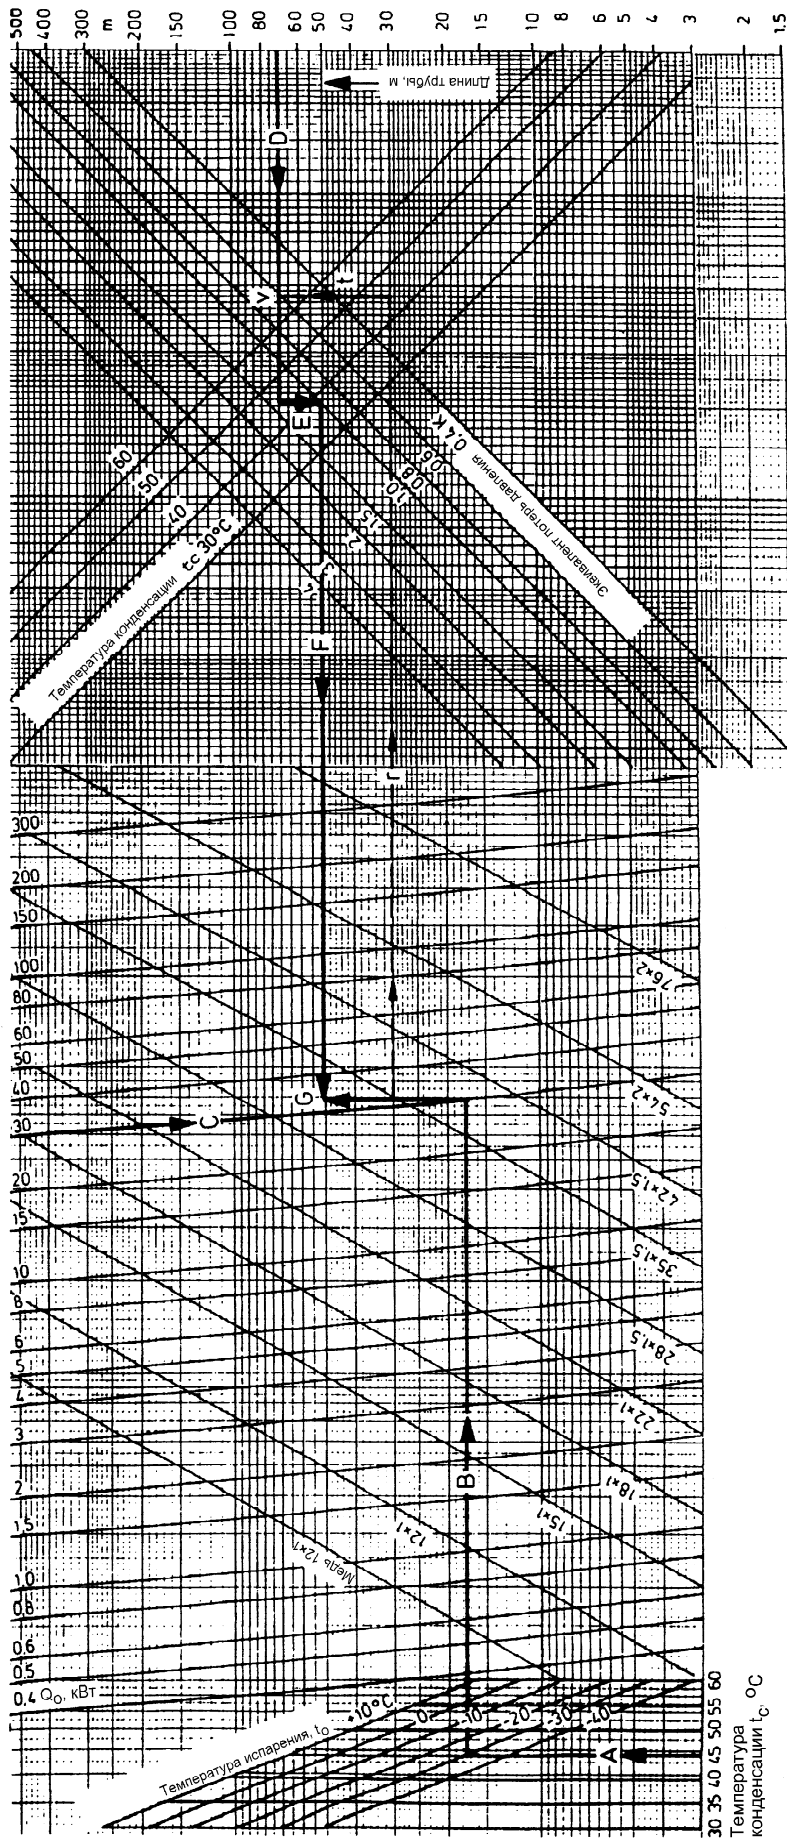 500 400 300 m 200 150 100 80 60 50 40 30 20 15 10 8 6 5 4 3 2 1.5
Длина трубы, м
D
v
t
E
60
50
40
tc 30°C
Температура конденсации
0,4 K
0,6
0,8
1,0
1,5
2
3
4
Эквивалент потерь давления
F
r
300
200
150
100
80
60
50
40
30
20
15
10
8
6
5
4
3
2
1,5
1,0
0,8
0,6
0,5
0,4 Qo, кВт
G
C
B
A
76×2
54×2
42×1,5
35×1,5
28×1,5
22×1
18×1
15×1
12×1
Медь 12×1
Температура испарения, to
+10°C
0
-10
-20
-30
-40
30 35 40 45 50 55 60
Температура
конденсации tc, °C